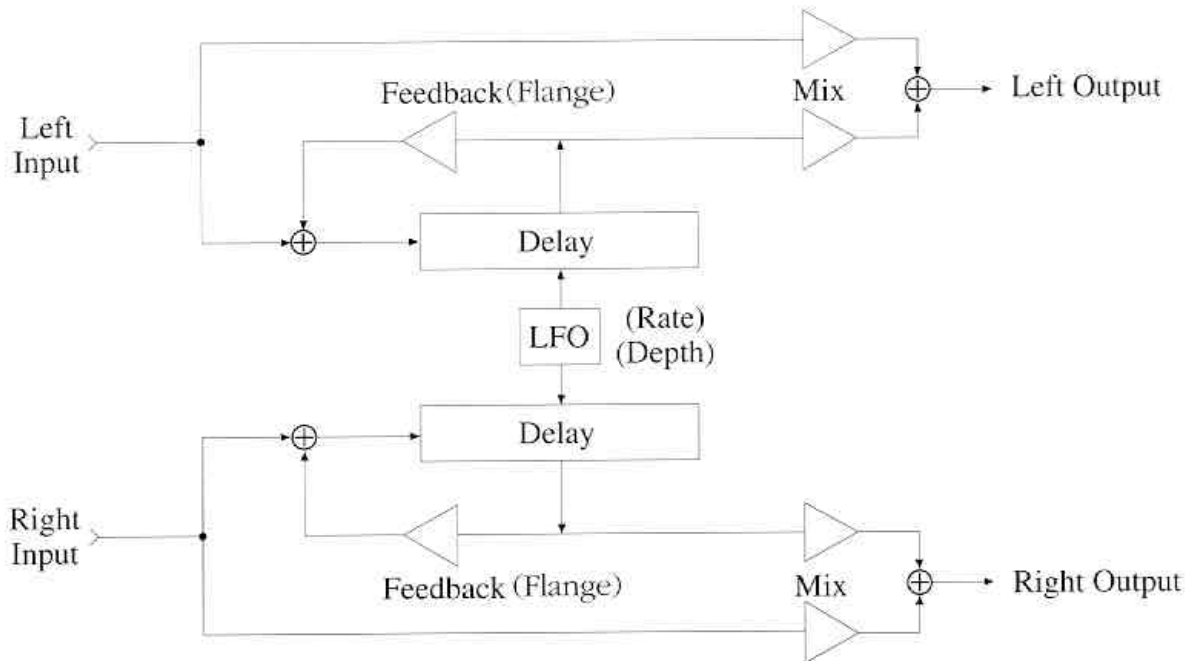 Feedback (Flange)
Mix
Left Output
Left
Input
Delay
LFO
(Rate)
(Depth)
Delay
Right
Input
Feedback (Flange)
Mix
Right Output